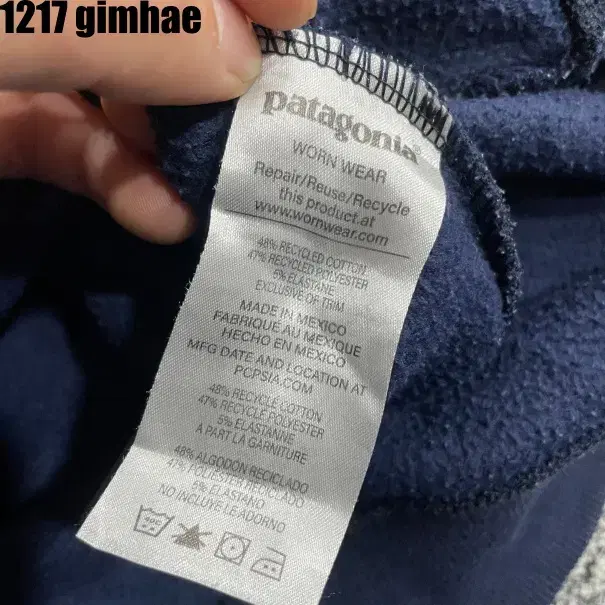 1217 gimhae
patagonia
WORN WEAR
Repair/Reuse/Recycle
this product at
www.wornwear.com
48% RECYCLED COTTON
47% RECYCLED POLYESTER
5% ELASTANE
EXCLUSIVE OF TRIM
MADE IN MEXICO
FABRIQUÉ AU MEXIQUE
HECHO EN MEXICO
MFG DATE AND LOCATION AT
PCPSIA.COM
48% RECYCLE COTTON
47% RECYCLE POLYESTER
5% ELASTANNE
A PART LA GARNITURE
48% ALGODON RECICLADO
47% POLIESTER RECICLADO
5% ELASTANO
NO INCLUYE LE ADORNO